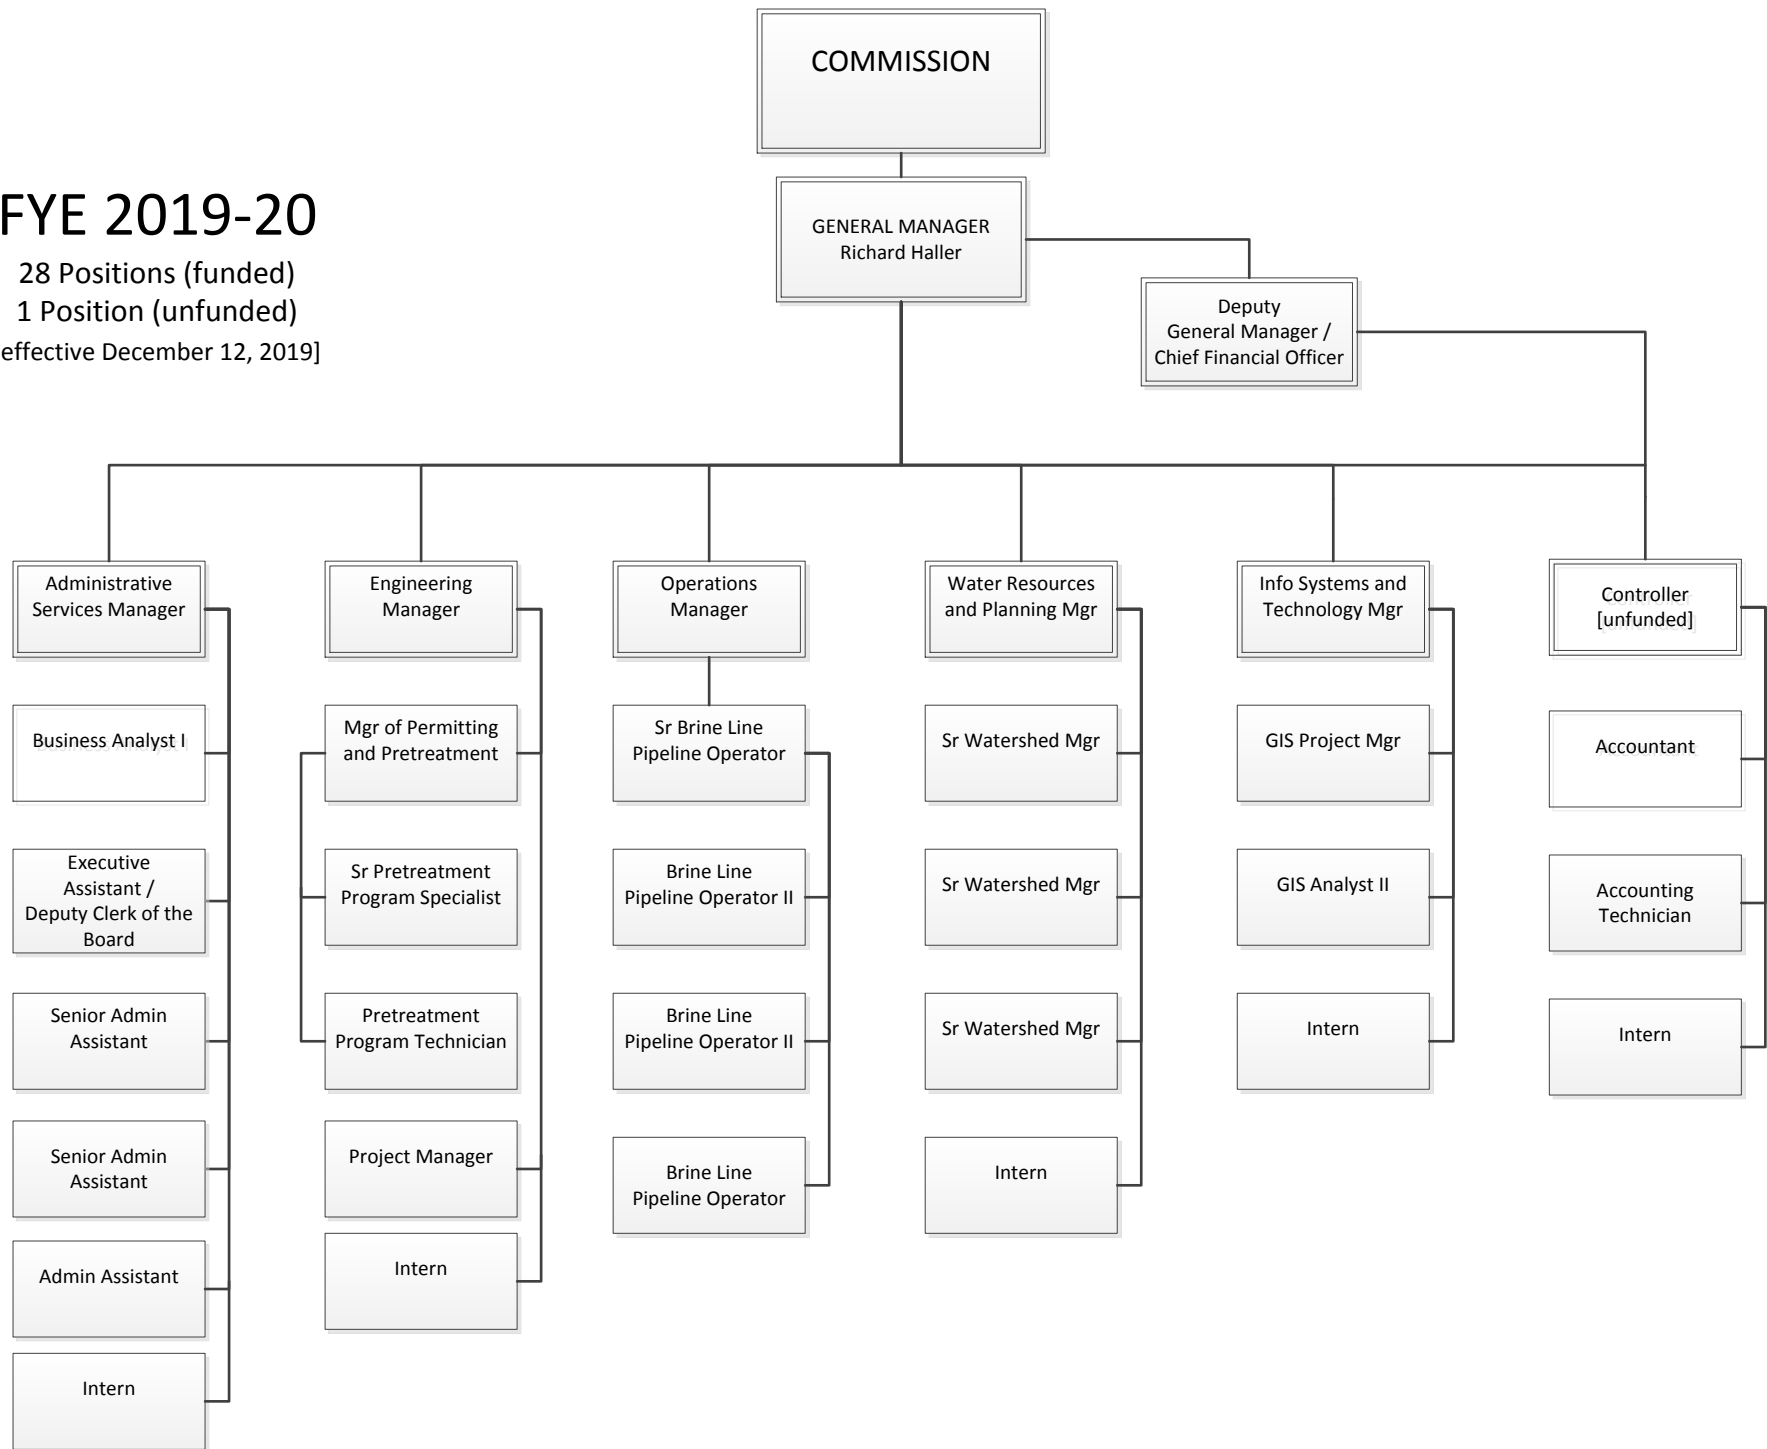 COMMISSION
FYE 2019-20
28 Positions (funded)
1 Position (unfunded)
effective December 12, 2019]
GENERAL MANAGER
Richard Haller
Deputy
General Manager /
Chief Financial Officer
Administrative
Services Manager
Business Analyst I
Executive
Assistant /
Deputy Clerk of the
Board
Senior Admin
Assistant
Senior Admin
Assistant
Admin Assistant
Intern
Engineering
Manager
Mgr of Permitting
and Pretreatment
Sr Pretreatment
Program Specialist
Pretreatment
Program Technician
Project Manager
Intern
Operations
Manager
Sr Brine Line
Pipeline Operator
Brine Line
Pipeline Operator II
Brine Line
Pipeline Operator II
Brine Line
Pipeline Operator
Water Resources
and Planning Mgr
Sr Watershed Mgr
Sr Watershed Mgr
Sr Watershed Mgr
Intern
Info Systems and
Technology Mgr
GIS Project Mgr
GIS Analyst II
Intern
Controller
[unfunded]
Accountant
Accounting
Technician
Intern